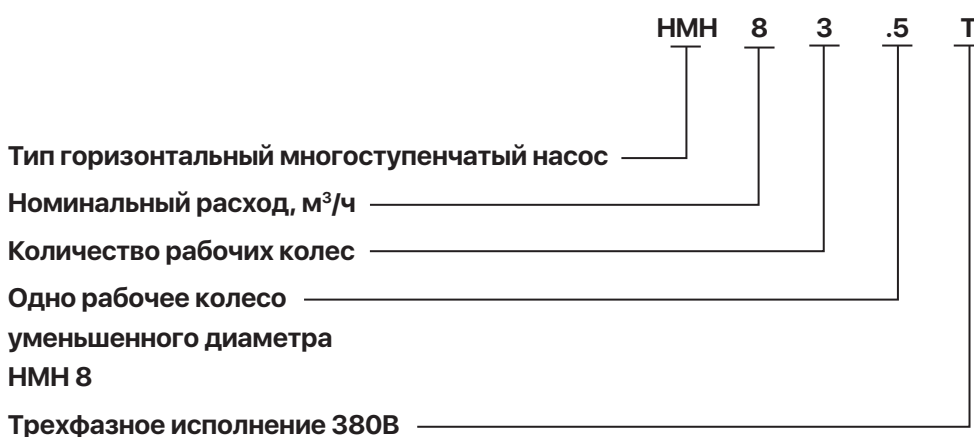 НМН 8 3 .5 Т
Тип горизонтальный многоступенчатый насос
Номинальный расход, м³/ч
Количество рабочих колес
Одно рабочее колесо
уменьшенного диаметра
НМН 8
Трехфазное исполнение 380В